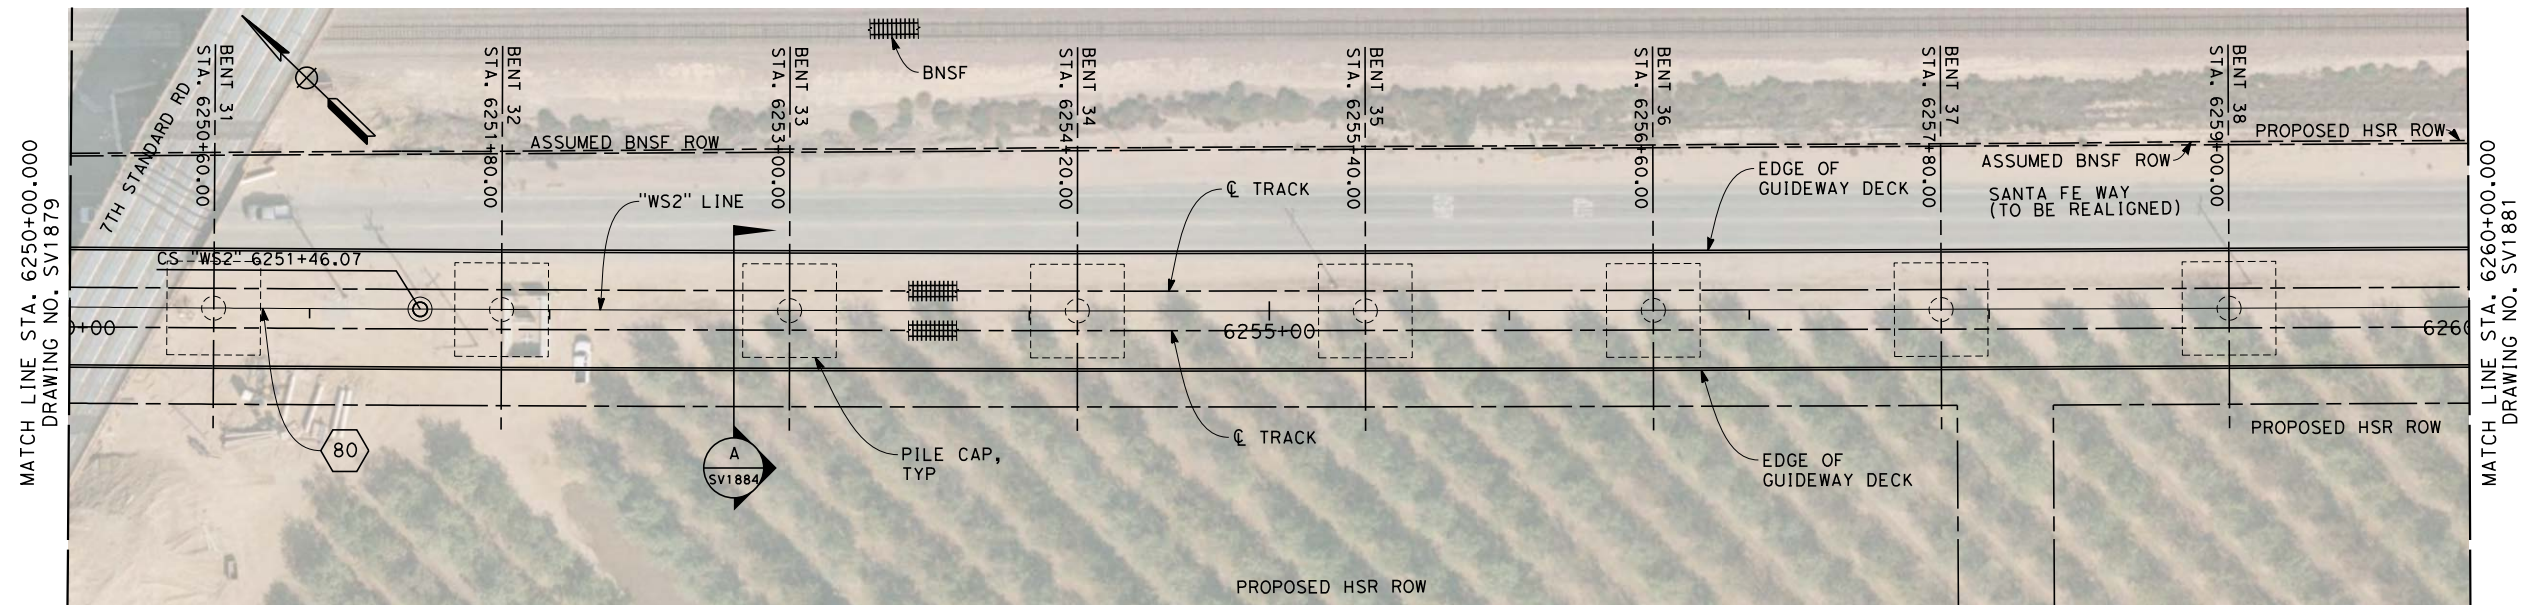 MATCH LINE STA. 6250+00.000
DRAWING NO. SV1879
7TH STANDARD RD
BENT 31
STA. 6250+60.00
BENT 32
STA. 6251+80.00
BENT 33
STA. 6253+00.00
BENT 34
STA. 6254+20.00
BENT 35
STA. 6255+40.00
BENT 36
STA. 6256+60.00
BENT 37
STA. 6257+80.00
BENT 38
STA. 6259+00.00
BNSF
ASSUMED BNSF ROW
PROPOSED HSR ROW
ASSUMED BNSF ROW
EDGE OF
GUIDEWAY DECK
SANTA FE WAY
(TO BE REALIGNED)
℄ TRACK
"WS2" LINE
CS "WS2" 6251+46.07
0+00
6255+00
6260
80
A
SV1884
PILE CAP,
TYP
℄ TRACK
EDGE OF
GUIDEWAY DECK
PROPOSED HSR ROW
PROPOSED HSR ROW
MATCH LINE STA. 6260+00.000
DRAWING NO. SV1881